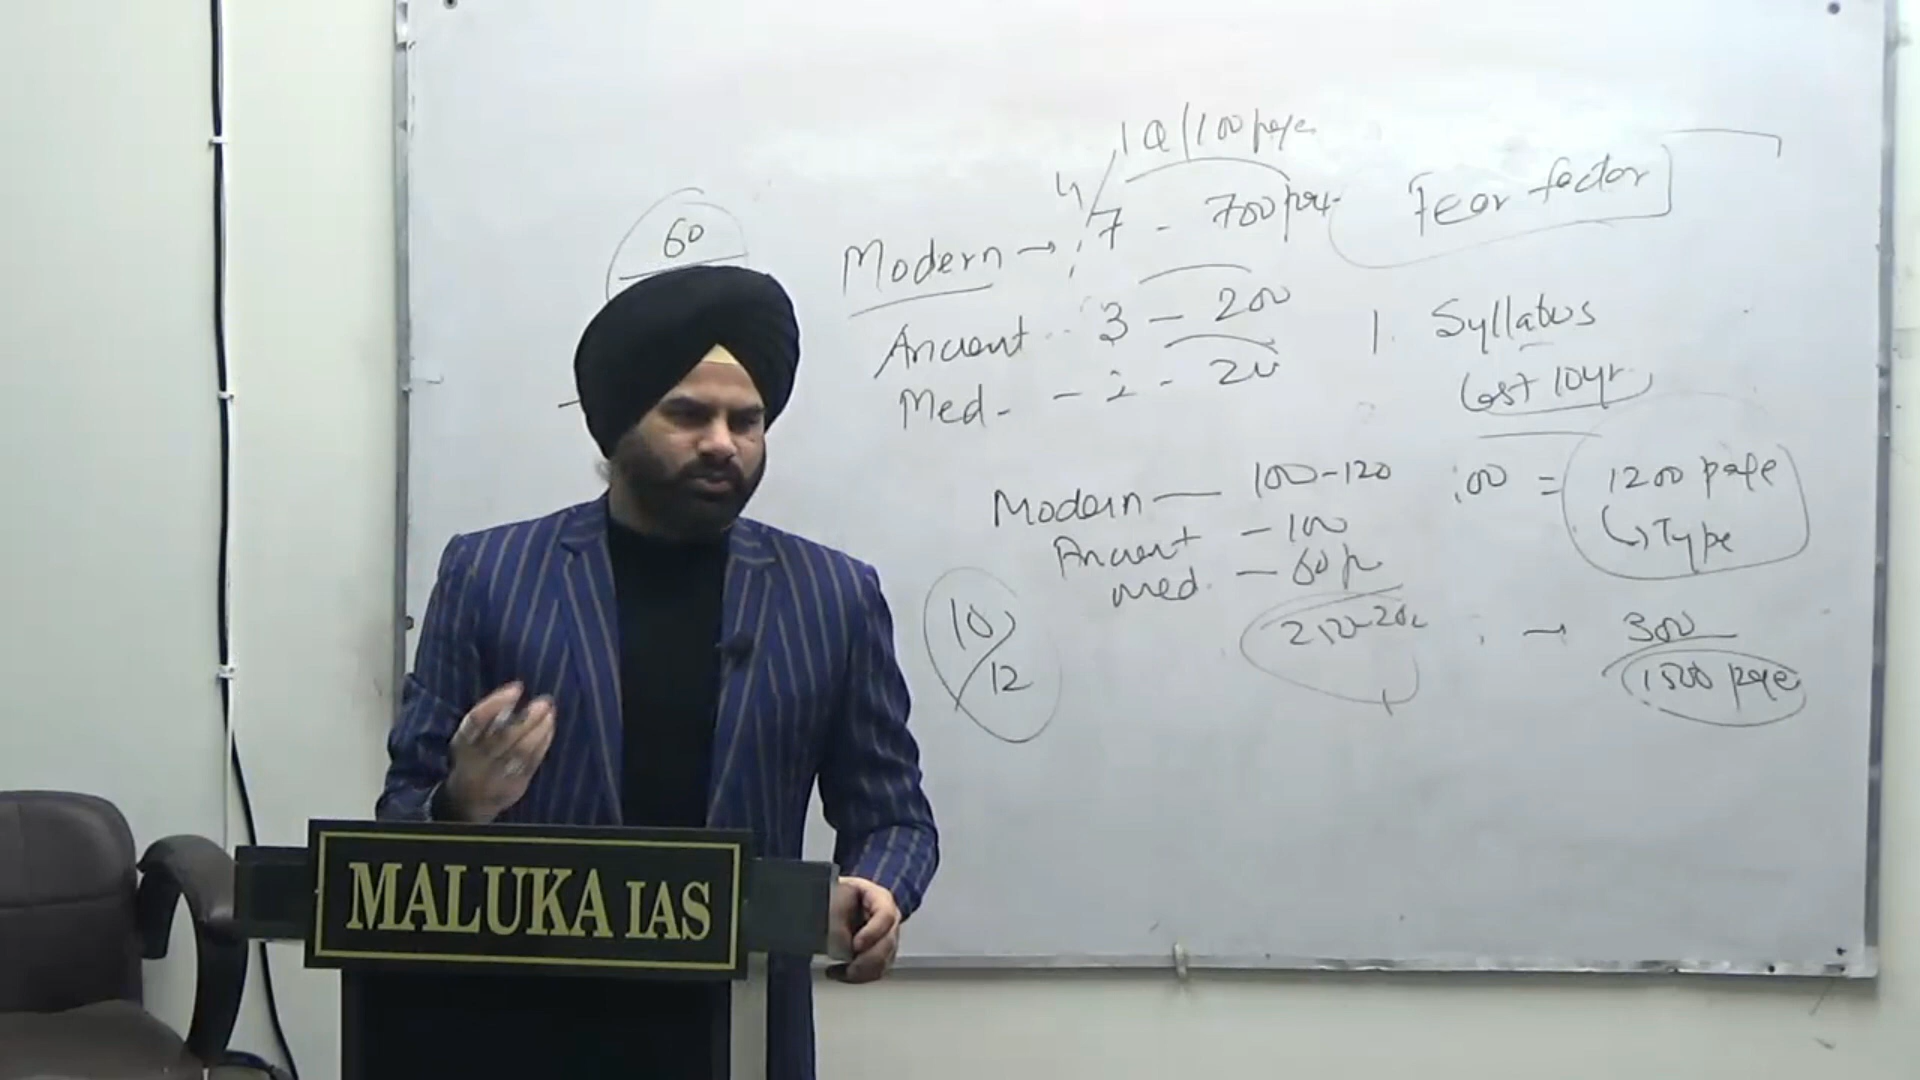 60
1Q/100 page
4/7 - 700 page
Modern →
Fear factor
Ancient 3 - 200
Med - 2 - 200
1. Syllabus
Last 10yr
Modern — 100-120
100 = 1200 page
↳ Type
Ancient - 100
Med. - 60 p
10/12
→ 300
1500 page
MALUKA IAS